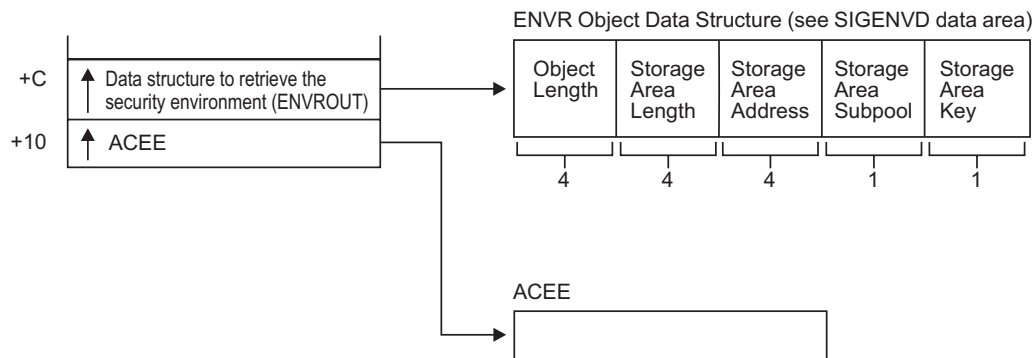 ENVR Object Data Structure (see SIGENVD data area)
+C
Data structure to retrieve the
security environment (ENVROUT)
Object
Length
Storage
Area
Length
Storage
Area
Address
Storage
Area
Subpool
Storage
Area
Key
+10
ACEE
4
4
4
1
1
ACEE